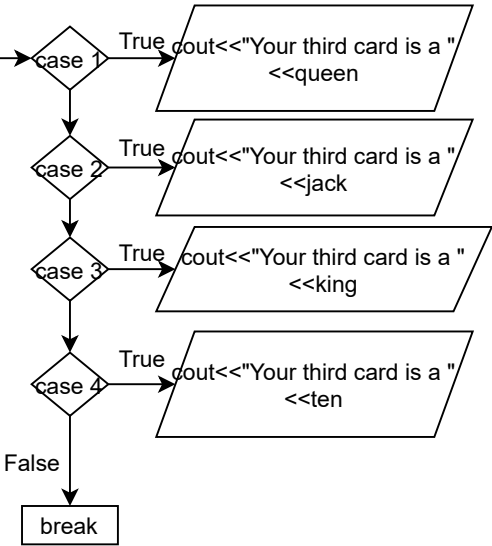 True
cout<<"Your third card is a "
case 1
<<queen
True
cout<<"Your third card is a "
case 2
<<jack
True
cout<<"Your third card is a "
case 3
<<king
True
cout<<"Your third card is a "
case 4
<<ten
False
break